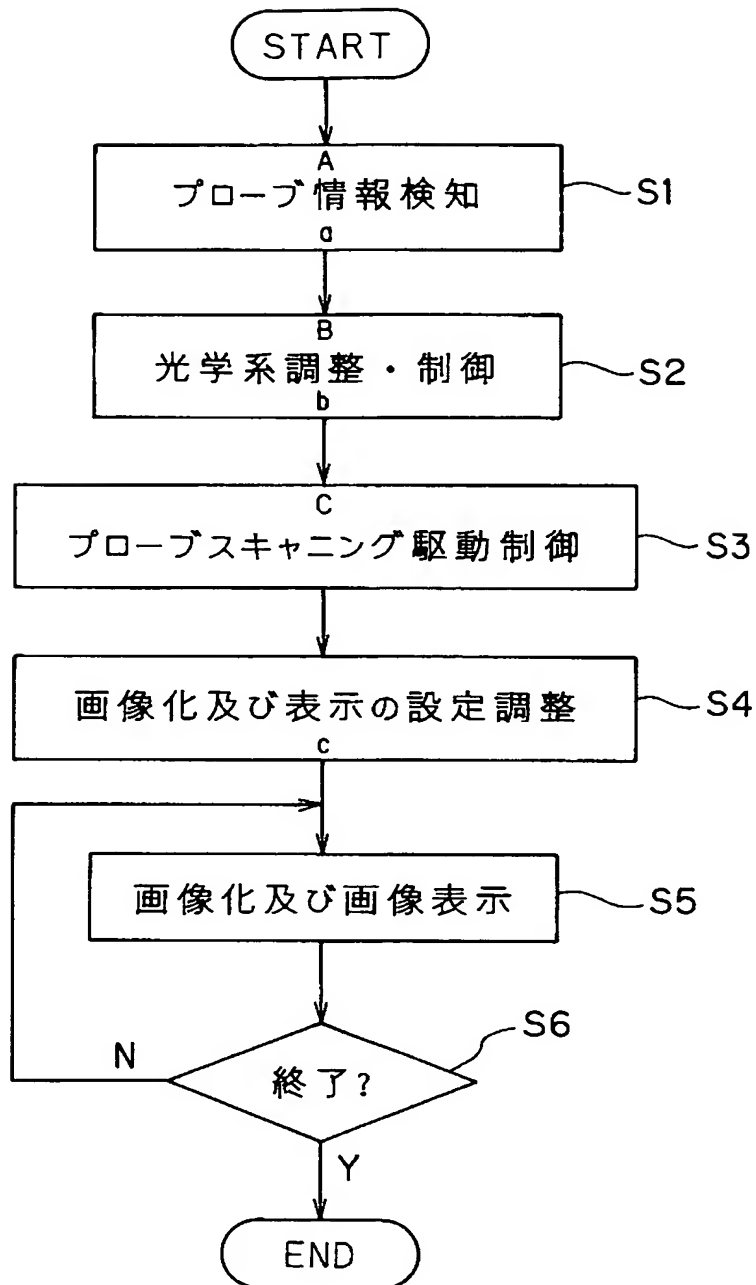 START
A
プローブ情報検知
a
S1
B
光学系調整・制御
b
S2
C
プローブスキャニング駆動制御
S3
画像化及び表示の設定調整
c
S4
画像化及び画像表示
S5
S6
N
終了?
Y
END